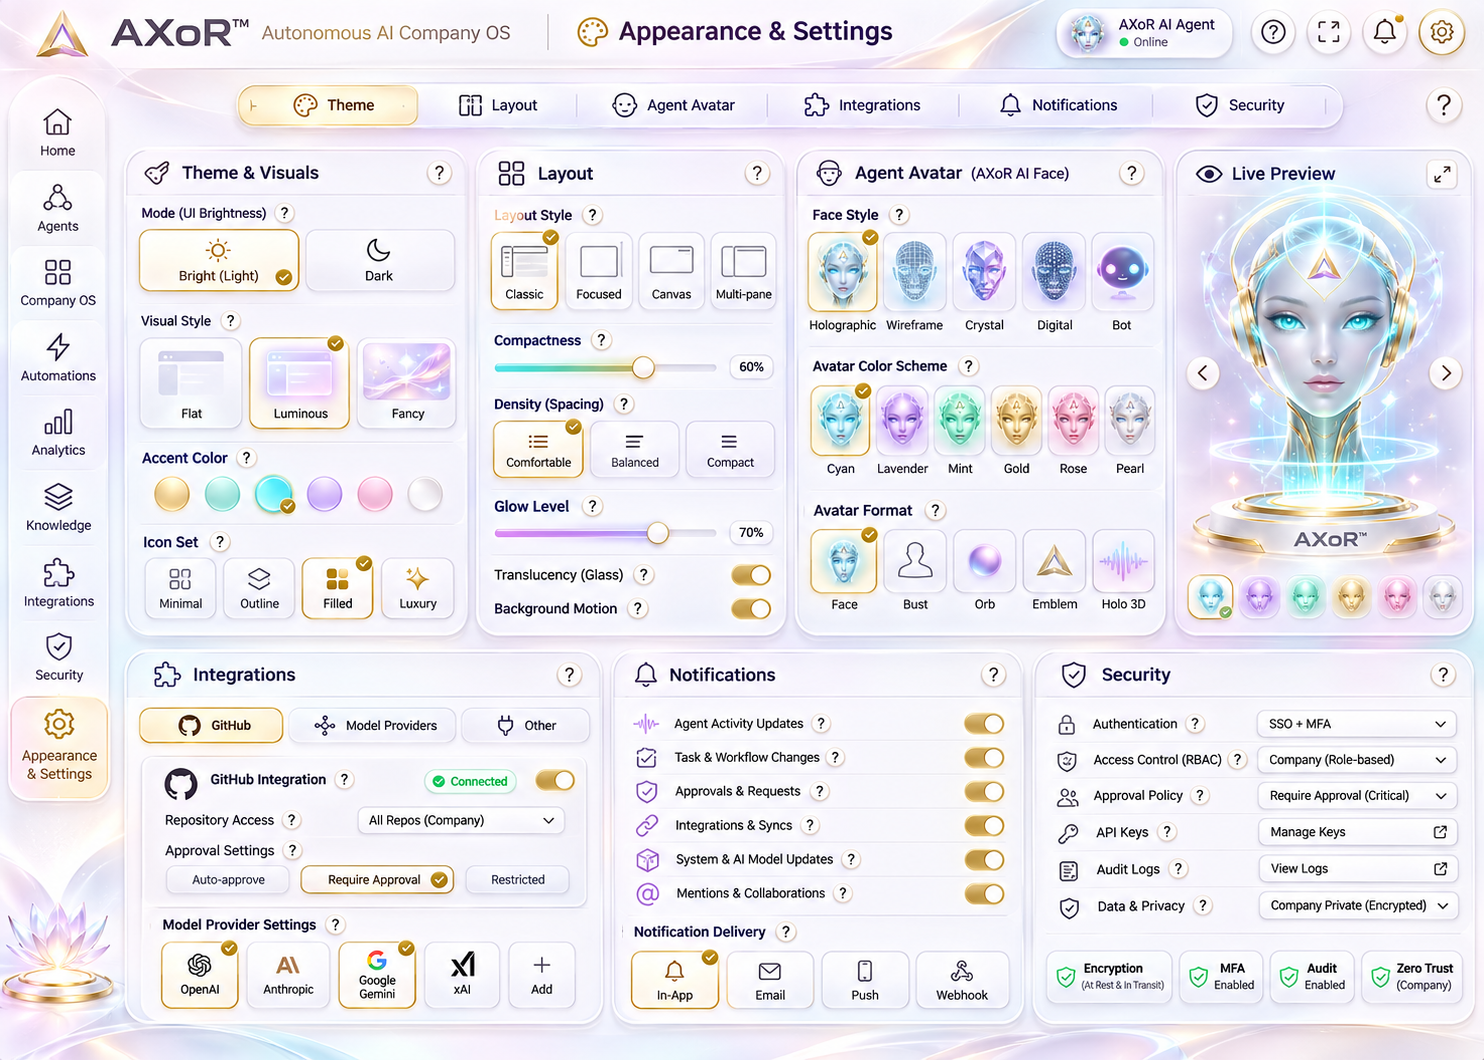 AXoR™ Autonomous AI Company OS
Appearance & Settings
AXoR AI Agent
Online
Home
Agents
Company OS
Automations
Analytics
Knowledge
Integrations
Security
Appearance
& Settings
Theme
Layout
Agent Avatar
Integrations
Notifications
Security
?
Theme & Visuals ?
Mode (UI Brightness) ?
Bright (Light)
Dark
Visual Style ?
Flat
Luminous
Fancy
Accent Color ?
Icon Set ?
Minimal
Outline
Filled
Luxury
Layout ?
Layout Style ?
Classic
Focused
Canvas
Multi-pane
Compactness ?
60%
Density (Spacing) ?
Comfortable
Balanced
Compact
Glow Level ?
70%
Translucency (Glass) ?
Background Motion ?
Agent Avatar (AXoR AI Face) ?
Face Style ?
Holographic
Wireframe
Crystal
Digital
Bot
Avatar Color Scheme ?
Cyan
Lavender
Mint
Gold
Rose
Pearl
Avatar Format ?
Face
Bust
Orb
Emblem
Holo 3D
Live Preview
AXoR™
Integrations ?
GitHub
Model Providers
Other
GitHub Integration ?
Connected
Repository Access ?
All Repos (Company)
Approval Settings ?
Auto-approve
Require Approval
Restricted
Model Provider Settings ?
OpenAI
Anthropic
Google
Gemini
xAI
Add
Notifications ?
Agent Activity Updates ?
Task & Workflow Changes ?
Approvals & Requests ?
Integrations & Syncs ?
System & AI Model Updates ?
Mentions & Collaborations ?
Notification Delivery ?
In-App
Email
Push
Webhook
Security ?
Authentication ?
SSO + MFA
Access Control (RBAC) ?
Company (Role-based)
Approval Policy ?
Require Approval (Critical)
API Keys ?
Manage Keys
Audit Logs ?
View Logs
Data & Privacy ?
Company Private (Encrypted)
Encryption
(At Rest & In Transit)
MFA
Enabled
Audit
Enabled
Zero Trust
(Company)